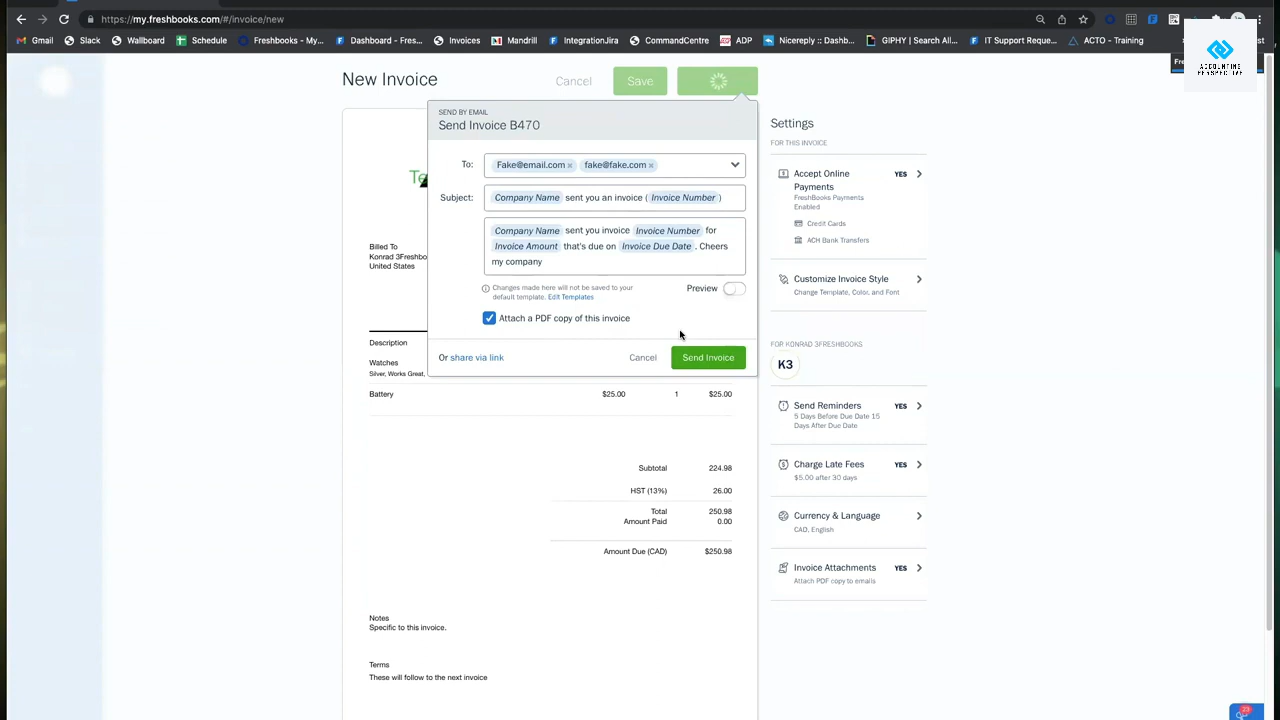 https://my.freshbooks.com/#/invoice/new
Gmail
Slack
Wallboard
Schedule
Freshbooks - My...
Dashboard - Fres...
Invoices
Mandrill
IntegrationJira
CommandCentre
ADP
Nicereply :: Dashb...
GIPHY | Search All...
IT Support Reque...
ACTO - Training
ACCOUNTING
PERSPECTIVE
New Invoice
Cancel
Save
SEND BY EMAIL
Send Invoice B470
To:
Fake@email.com ×
fake@fake.com ×
Subject:
Company Name sent you an invoice ( Invoice Number )
Company Name sent you invoice Invoice Number for
Invoice Amount that's due on Invoice Due Date . Cheers
my company
Changes made here will not be saved to your
default template. Edit Templates
Preview
Attach a PDF copy of this invoice
Or share via link
Cancel
Send Invoice
Billed To
Konrad 3Freshbo
United States
Description
Watches
Silver, Works Great,
Battery
$25.00
1
$25.00
Subtotal
224.98
HST (13%)
26.00
Total
250.98
Amount Paid
0.00
Amount Due (CAD)
$250.98
Notes
Specific to this invoice.
Terms
These will follow to the next invoice
Settings
FOR THIS INVOICE
Accept Online
Payments
YES
FreshBooks Payments
Enabled
Credit Cards
ACH Bank Transfers
Customize Invoice Style
Change Template, Color, and Font
FOR KONRAD 3FRESHBOOKS
K3
Send Reminders
YES
5 Days Before Due Date 15
Days After Due Date
Charge Late Fees
YES
$5.00 after 30 days
Currency & Language
CAD, English
Invoice Attachments
YES
Attach PDF copy to emails
23